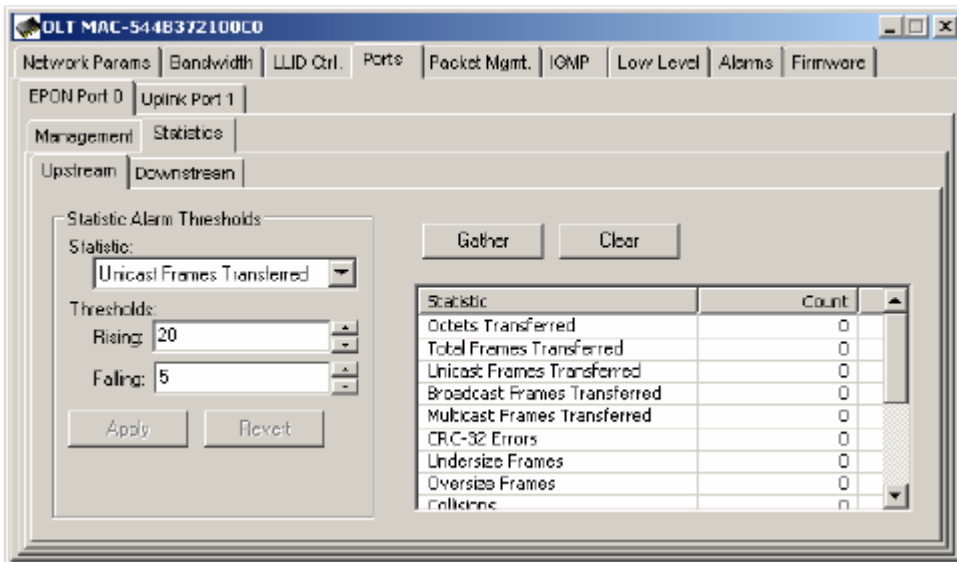 OLT MAC-544B372100C0
Network Params Bandwidth LLID Ctrl. Ports Packet Mgmt. IGMP Low Level Alarms Firmware
EPON Port 0 Uplink Port 1
Management Statistics
Upstream Downstream
Statistic Alarm Thresholds
Statistic:
Unicast Frames Transferred
Thresholds:
Rising: 20
Falling: 5
Apply Revert
Gather Clear
Statistic Count
Octets Transferred 0
Total Frames Transferred 0
Unicast Frames Transferred 0
Broadcast Frames Transferred 0
Multicast Frames Transferred 0
CRC-32 Errors 0
Undersize Frames 0
Oversize Frames 0
Collisions 0